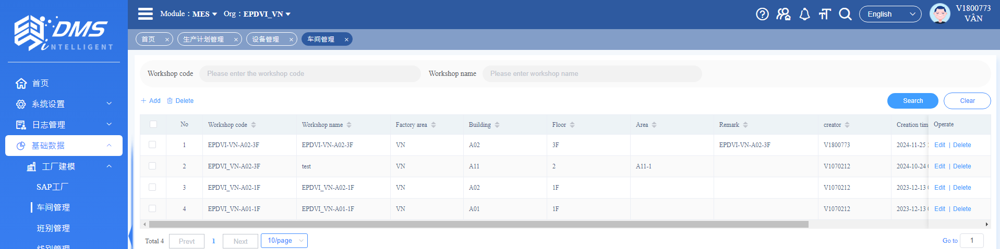 DMS
iNTELLIGENT
Module：MES Org：EPDVI_VN
English
V1800773
VÂN
首页 × 生产计划管理 × 设备管理 × 车间管理 ×
首页
系统设置
日志管理
基础数据
工厂建模
SAP工厂
车间管理
班别管理
线别管理
Workshop code Please enter the workshop code Workshop name Please enter workshop name
+ Add Delete Search Clear
No Workshop code Workshop name Factory area Building Floor Area Remark creator Creation tim Operate
1 EPDVI-VN-A02-3F EPDVI-VN-A02-3F VN A02 3F EPDVI-VN-A02-3F V1800773 2024-11-25 Edit | Delete
2 EPDVI_VN-A02-3F test VN A11 2 A11-1 V1070212 2024-10-24 Edit | Delete
3 EPDVI_VN-A02-1F EPDVI_VN-A02-1F VN A02 1F V1070212 2023-12-13 Edit | Delete
4 EPDVI_VN-A01-1F EPDVI_VN-A01-1F VN A01 1F V1070212 2023-12-13 Edit | Delete
Total 4 Prevt 1 Next 10/page Go to 1